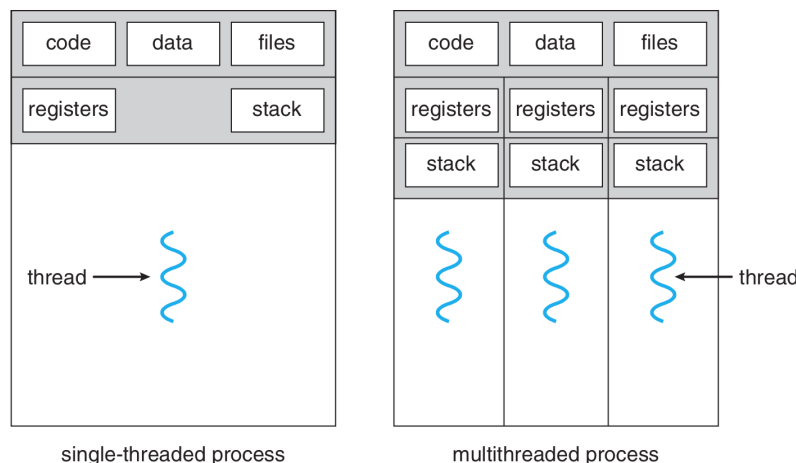 code data files
registers stack
thread
single-threaded process
code data files
registers registers registers
stack stack stack
thread
multithreaded process